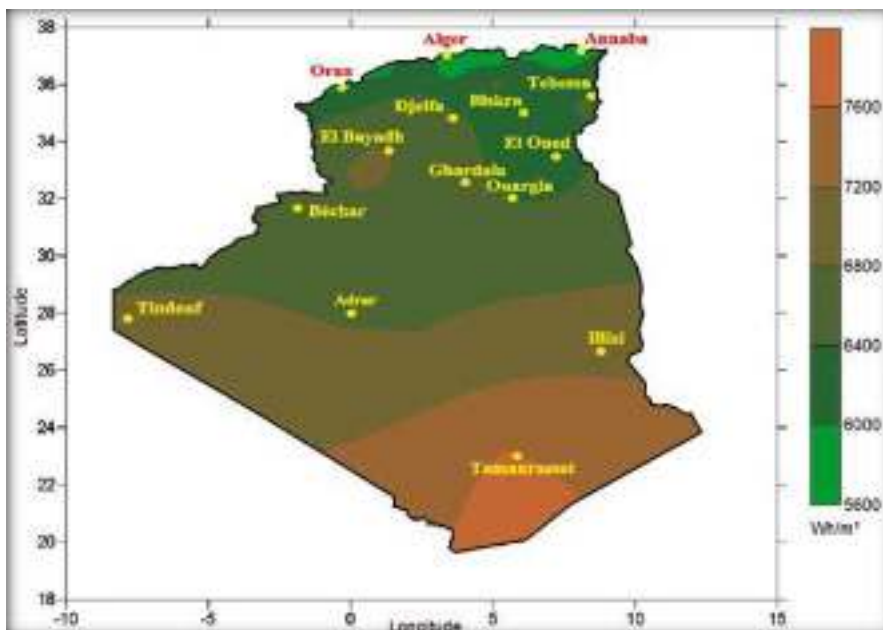 38
36
34
32
30
28
26
24
22
20
18
Latitude
-10
-5
0
5
10
15
Longitude
Alger
Annaba
Oran
Tebessa
Djelfa
Biskra
El Bayadh
El Oued
Ghardaia
Ouargla
Béchar
Adrar
Tindouf
Illizi
Tamanrasset
7600
7200
6800
6400
6000
5600
Wh/m²